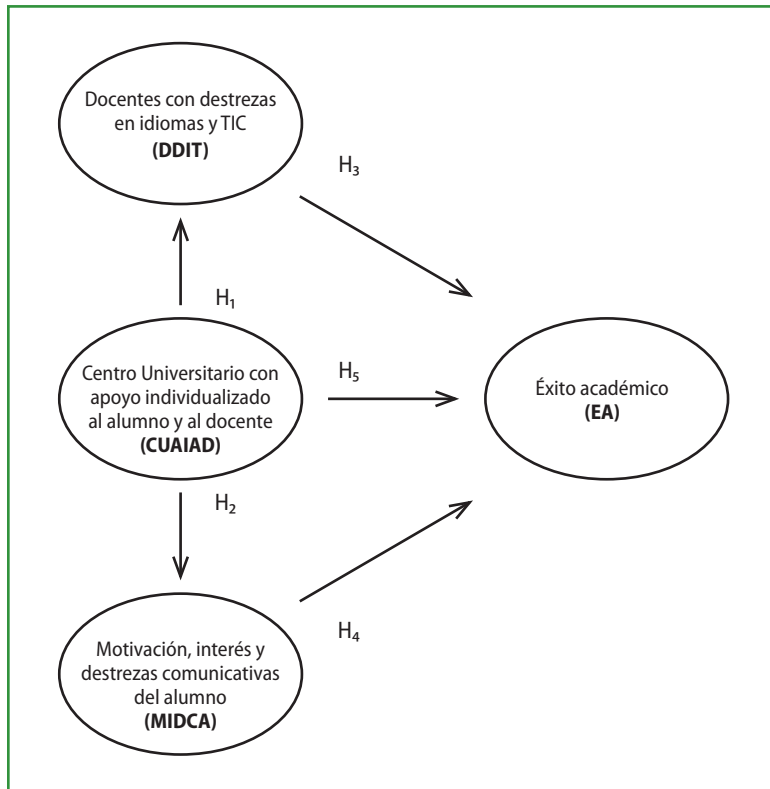 Docentes con destrezas
en idiomas y TIC
(DDIT)
H₃
H₁
Centro Universitario con
apoyo individualizado
al alumno y al docente
(CUAIAD)
H₅
Éxito académico
(EA)
H₂
Motivación, interés y
destrezas comunicativas
del alumno
(MIDCA)
H₄